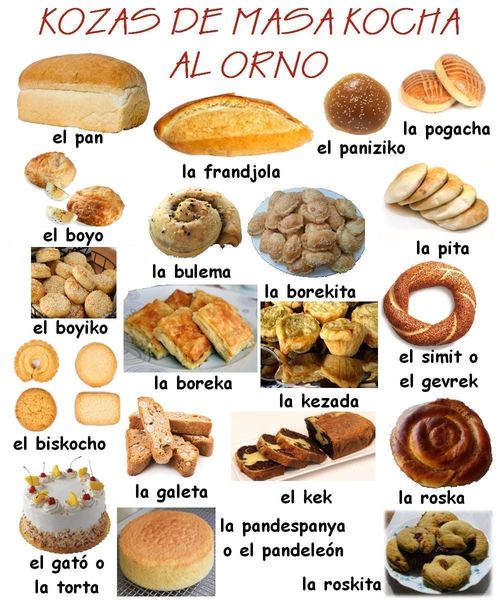 KOZAS DE MASA KOCHA
AL ORNO
el pan
la frandjola
el paniziko
la pogacha
el boyo
la bulema
la borekita
la pita
el boyiko
la boreka
la kezada
el simit o
el gevrek
el biskocho
la galeta
el kek
la roska
el gató o
la torta
la pandespanya
o el pandeleón
la roskita